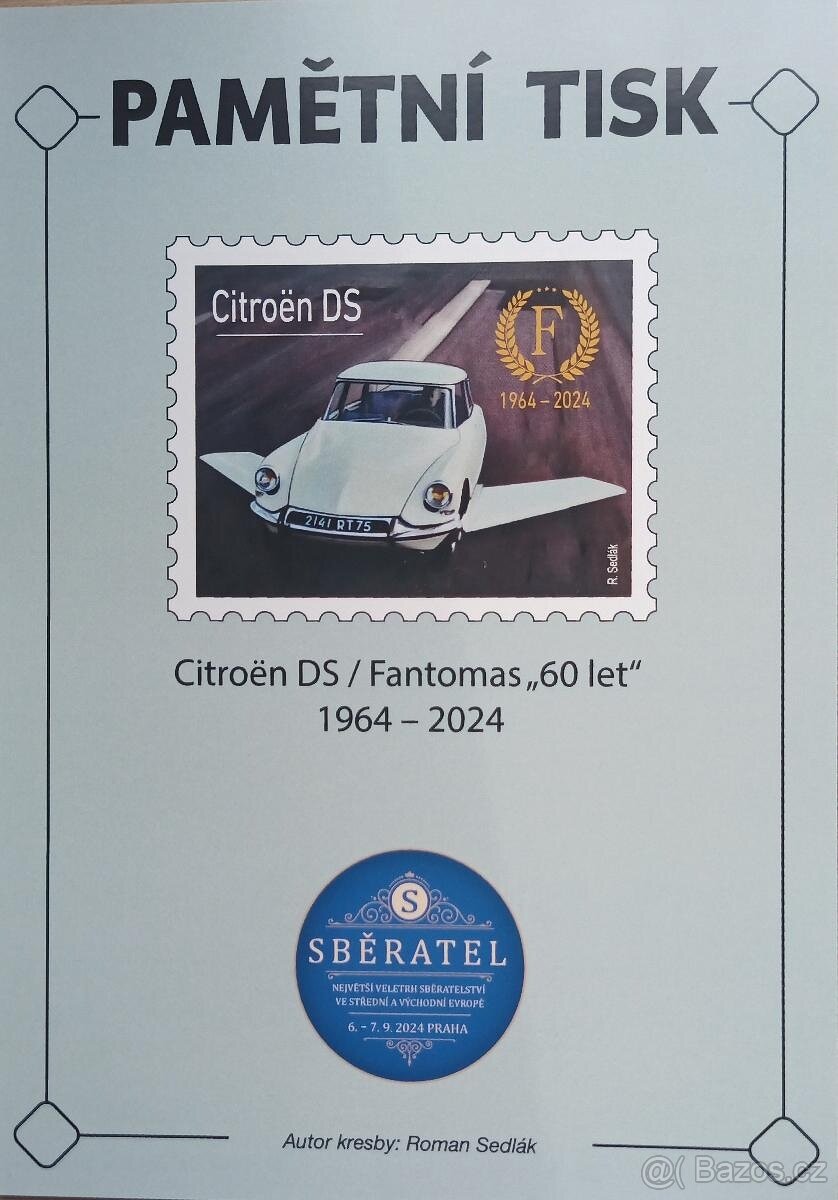 PAMĚTNÍ TISK
Citroën DS
F
1964 – 2024
2141 RT75
R. Sedlák
Citroën DS / Fantomas „60 let“
1964 – 2024
S
SBĚRATEL
NEJVĚTŠÍ VELETRH SBĚRATELSTVÍ
VE STŘEDNÍ A VÝCHODNÍ EVROPĚ
6. – 7. 9. 2024 PRAHA
Autor kresby: Roman Sedlák
@( Bazos.cz